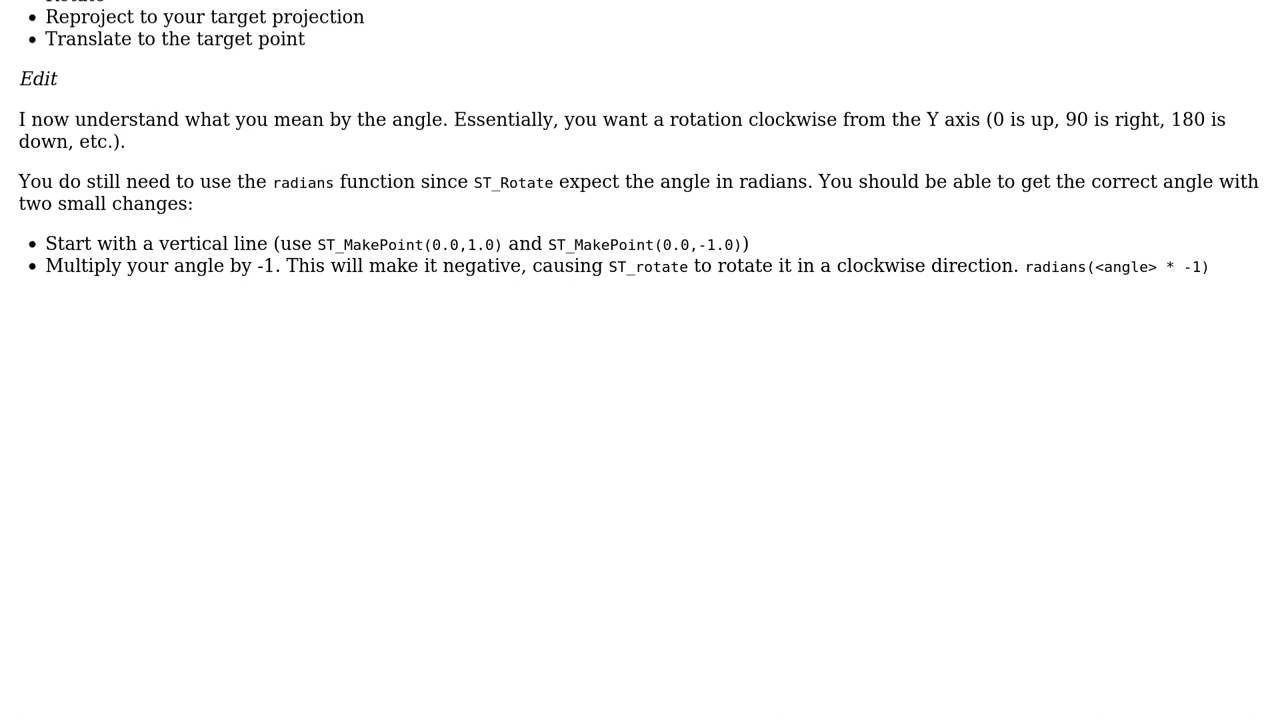 Rotate
Reproject to your target projection
Translate to the target point
Edit
I now understand what you mean by the angle. Essentially, you want a rotation clockwise from the Y axis (0 is up, 90 is right, 180 is
down, etc.).
You do still need to use the radians function since ST_Rotate expect the angle in radians. You should be able to get the correct angle with
two small changes:
Start with a vertical line (use ST_MakePoint(0.0,1.0) and ST_MakePoint(0.0,-1.0))
Multiply your angle by -1. This will make it negative, causing ST_rotate to rotate it in a clockwise direction. radians(<angle> * -1)